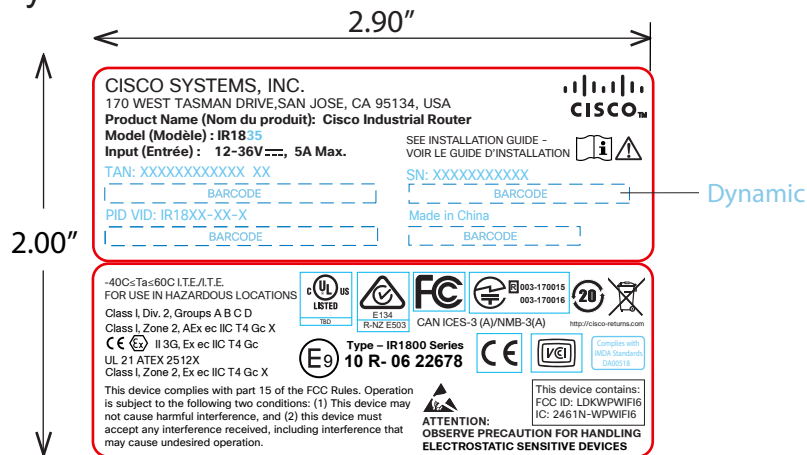 2.90”
2.00”
CISCO SYSTEMS, INC.
170 WEST TASMAN DRIVE,SAN JOSE, CA 95134, USA
Product Name (Nom du produit): Cisco Industrial Router
Model (Modèle) : IR1835
Input (Entrée) : 12-36V⎓, 5A Max.
CISCO™
SEE INSTALLATION GUIDE -
VOIR LE GUIDE D'INSTALLATION
TAN: XXXXXXXXXXXX XX
BARCODE
SN: XXXXXXXXXXX
BARCODE
Dynamic
PID VID: IR18XX-XX-X
BARCODE
Made in China
BARCODE
-40C≤Ta≤60C I.T.E./I.T.E.
FOR USE IN HAZARDOUS LOCATIONS
Class I, Div. 2, Groups A B C D
Class I, Zone 2, AEx ec IIC T4 Gc X
CE Ex II 3G, Ex ec IIC T4 Gc
UL 21 ATEX 2512X
Class I, Zone 2, Ex ec IIC T4 Gc X
C UL US
LISTED
TBD
E134
R-NZ E503
FC
CAN ICES-3 (A)/NMB-3(A)
R 003-170015
003-170016
20
http://cisco-returns.com
E9
Type – IR1800 Series
10 R- 06 22678
CE
VCI
Complies with
IMDA Standards
DA00518
This device complies with part 15 of the FCC Rules. Operation
is subject to the following two conditions: (1) This device may
not cause harmful interference, and (2) this device must
accept any interference received, including interference that
may cause undesired operation.
ATTENTION:
OBSERVE PRECAUTION FOR HANDLING
ELECTROSTATIC SENSITIVE DEVICES
This device contains:
FCC ID: LDKWPWIFI6
IC: 2461N-WPWIFI6